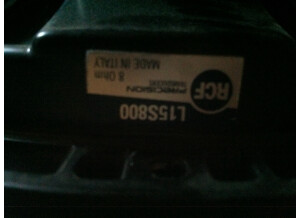 L15S800
RCF
PRECISION
8 Ohm
MADE IN ITALY